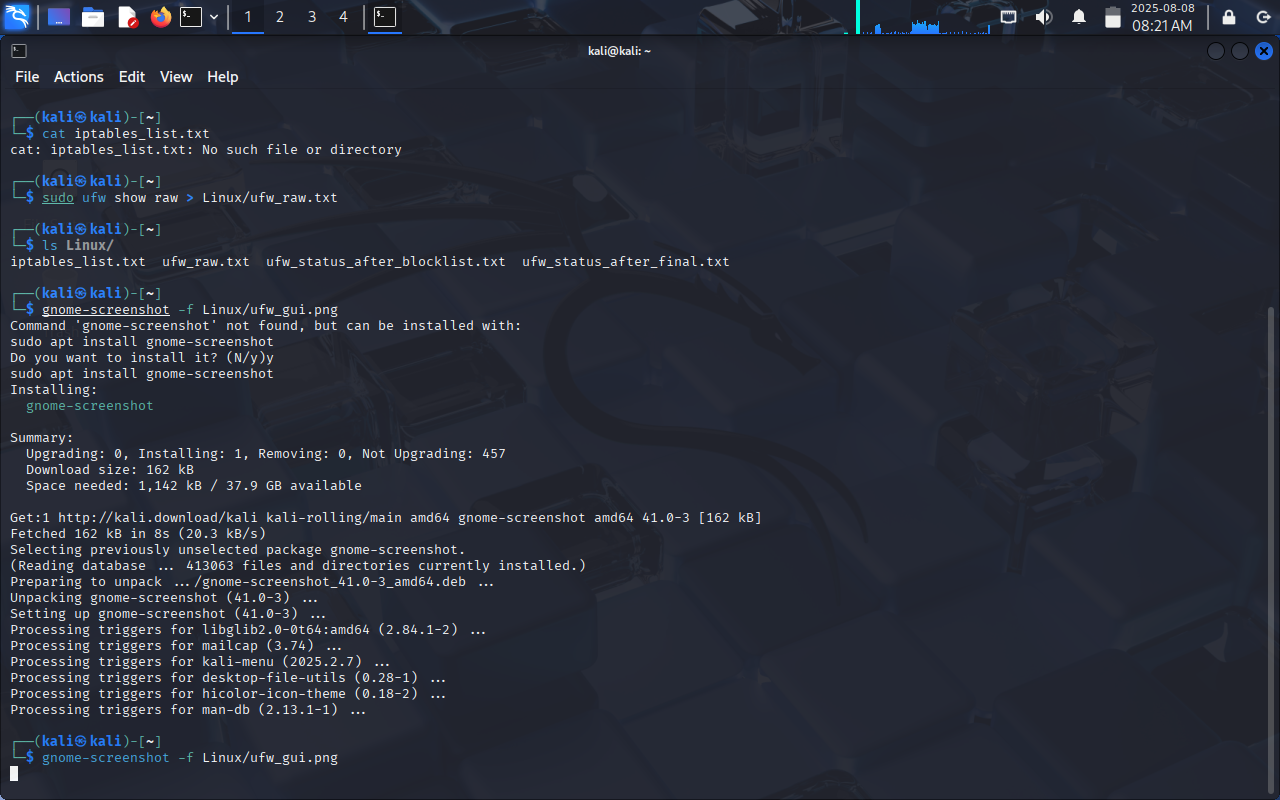 1 2 3 4
2025-08-08
08:21 AM
kali@kali: ~
File Actions Edit View Help
┌──(kali㉿kali)-[~]
└─$ cat iptables_list.txt
cat: iptables_list.txt: No such file or directory
┌──(kali㉿kali)-[~]
└─$ sudo ufw show raw > Linux/ufw_raw.txt
┌──(kali㉿kali)-[~]
└─$ ls Linux/
iptables_list.txt  ufw_raw.txt  ufw_status_after_blocklist.txt  ufw_status_after_final.txt
┌──(kali㉿kali)-[~]
└─$ gnome-screenshot -f Linux/ufw_gui.png
Command 'gnome-screenshot' not found, but can be installed with:
sudo apt install gnome-screenshot
Do you want to install it? (N/y)y
sudo apt install gnome-screenshot
Installing:
  gnome-screenshot
Summary:
  Upgrading: 0, Installing: 1, Removing: 0, Not Upgrading: 457
  Download size: 162 kB
  Space needed: 1,142 kB / 37.9 GB available
Get:1 http://kali.download/kali kali-rolling/main amd64 gnome-screenshot amd64 41.0-3 [162 kB]
Fetched 162 kB in 8s (20.3 kB/s)
Selecting previously unselected package gnome-screenshot.
(Reading database ... 413063 files and directories currently installed.)
Preparing to unpack .../gnome-screenshot_41.0-3_amd64.deb ...
Unpacking gnome-screenshot (41.0-3) ...
Setting up gnome-screenshot (41.0-3) ...
Processing triggers for libglib2.0-0t64:amd64 (2.84.1-2) ...
Processing triggers for mailcap (3.74) ...
Processing triggers for kali-menu (2025.2.7) ...
Processing triggers for desktop-file-utils (0.28-1) ...
Processing triggers for hicolor-icon-theme (0.18-2) ...
Processing triggers for man-db (2.13.1-1) ...
┌──(kali㉿kali)-[~]
└─$ gnome-screenshot -f Linux/ufw_gui.png